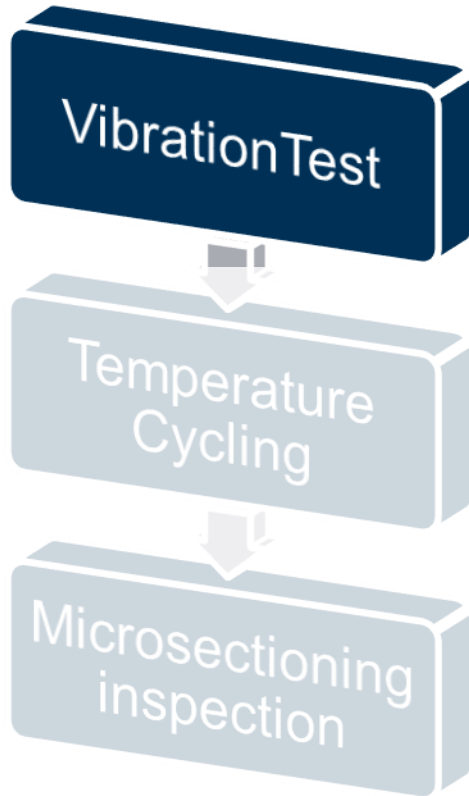 VibrationTest
Temperature
Cycling
Microsectioning
inspection